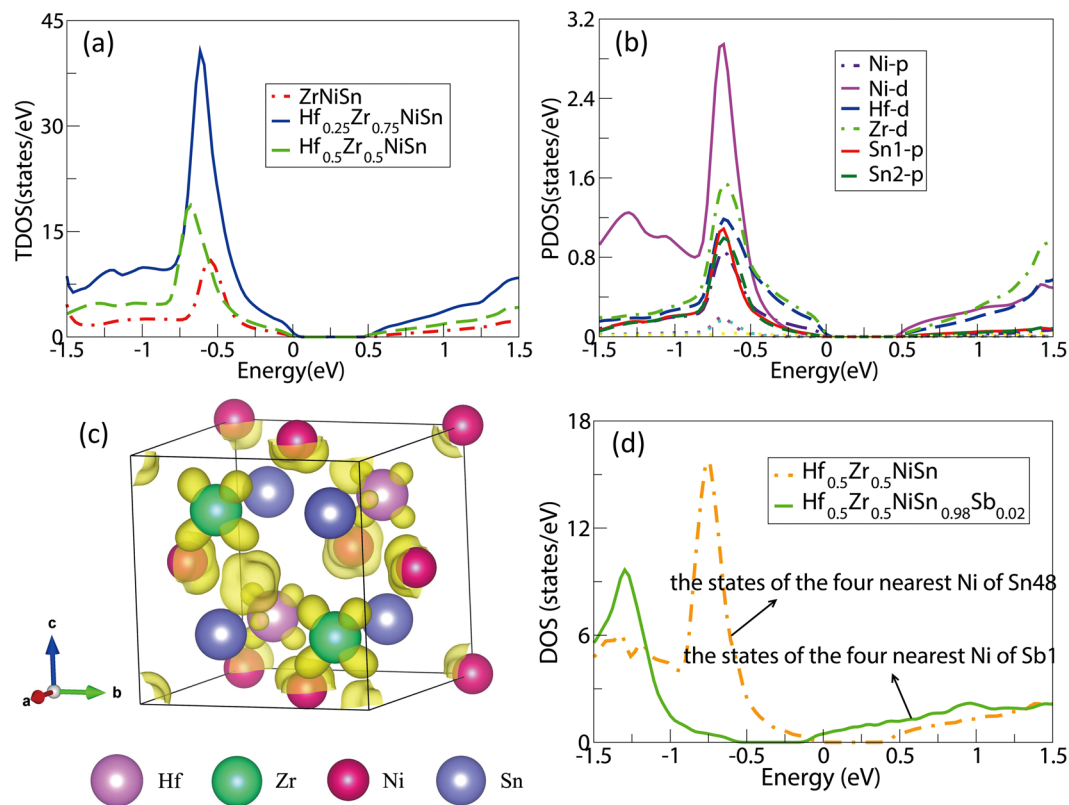 (a)
45
30
15
0
-1.5
-1
-0.5
0
0.5
1
1.5
TDOS(states/eV)
Energy(eV)
ZrNiSn
Hf0.25Zr0.75NiSn
Hf0.5Zr0.5NiSn
(b)
3.2
2.4
1.6
0.8
0
-1.5
-1
-0.5
0
0.5
1
1.5
PDOS(states/eV)
Energy(eV)
Ni-p
Ni-d
Hf-d
Zr-d
Sn1-p
Sn2-p
(c)
c
a
b
Hf
Zr
Ni
Sn
(d)
18
12
6
0
-1.5
-1
-0.5
0
0.5
1
1.5
DOS (states/eV)
Energy (eV)
Hf0.5Zr0.5NiSn
Hf0.5Zr0.5NiSn0.98Sb0.02
the states of the four nearest Ni of Sn48
the states of the four nearest Ni of Sb1